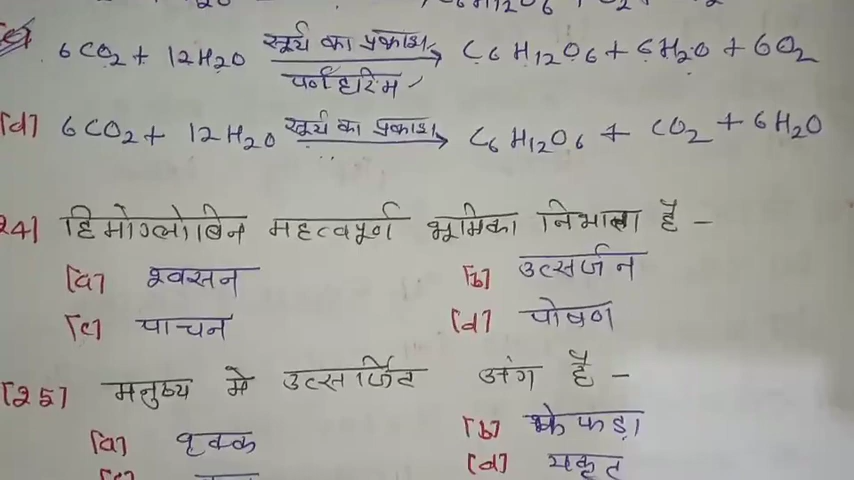 [c] 6CO₂ + 12H₂O सूर्य का प्रकाश → पर्णहरिम C₆H₁₂O₆ + 6H₂O + 6O₂
[d] 6CO₂ + 12H₂O सूर्य का प्रकाश → C₆H₁₂O₆ + CO₂ + 6H₂O
24] हिमोग्लोबिन महत्वपूर्ण भूमिका निभाता है -
[a] श्वसन [b] उत्सर्जन
[c] पाचन [d] पोषण
[25] मनुष्य मे उत्सर्जित अंग है -
[a] वृक्क [b] फेफड़ा
[d] यकृत